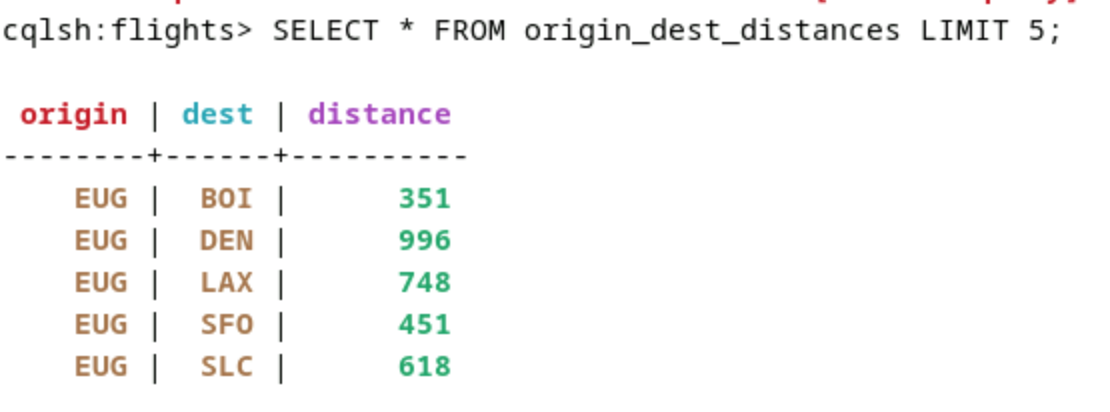 cqlsh:flights> SELECT * FROM origin_dest_distances LIMIT 5;
origin | dest | distance
--------+------+----------
EUG | BOI | 351
EUG | DEN | 996
EUG | LAX | 748
EUG | SFO | 451
EUG | SLC | 618